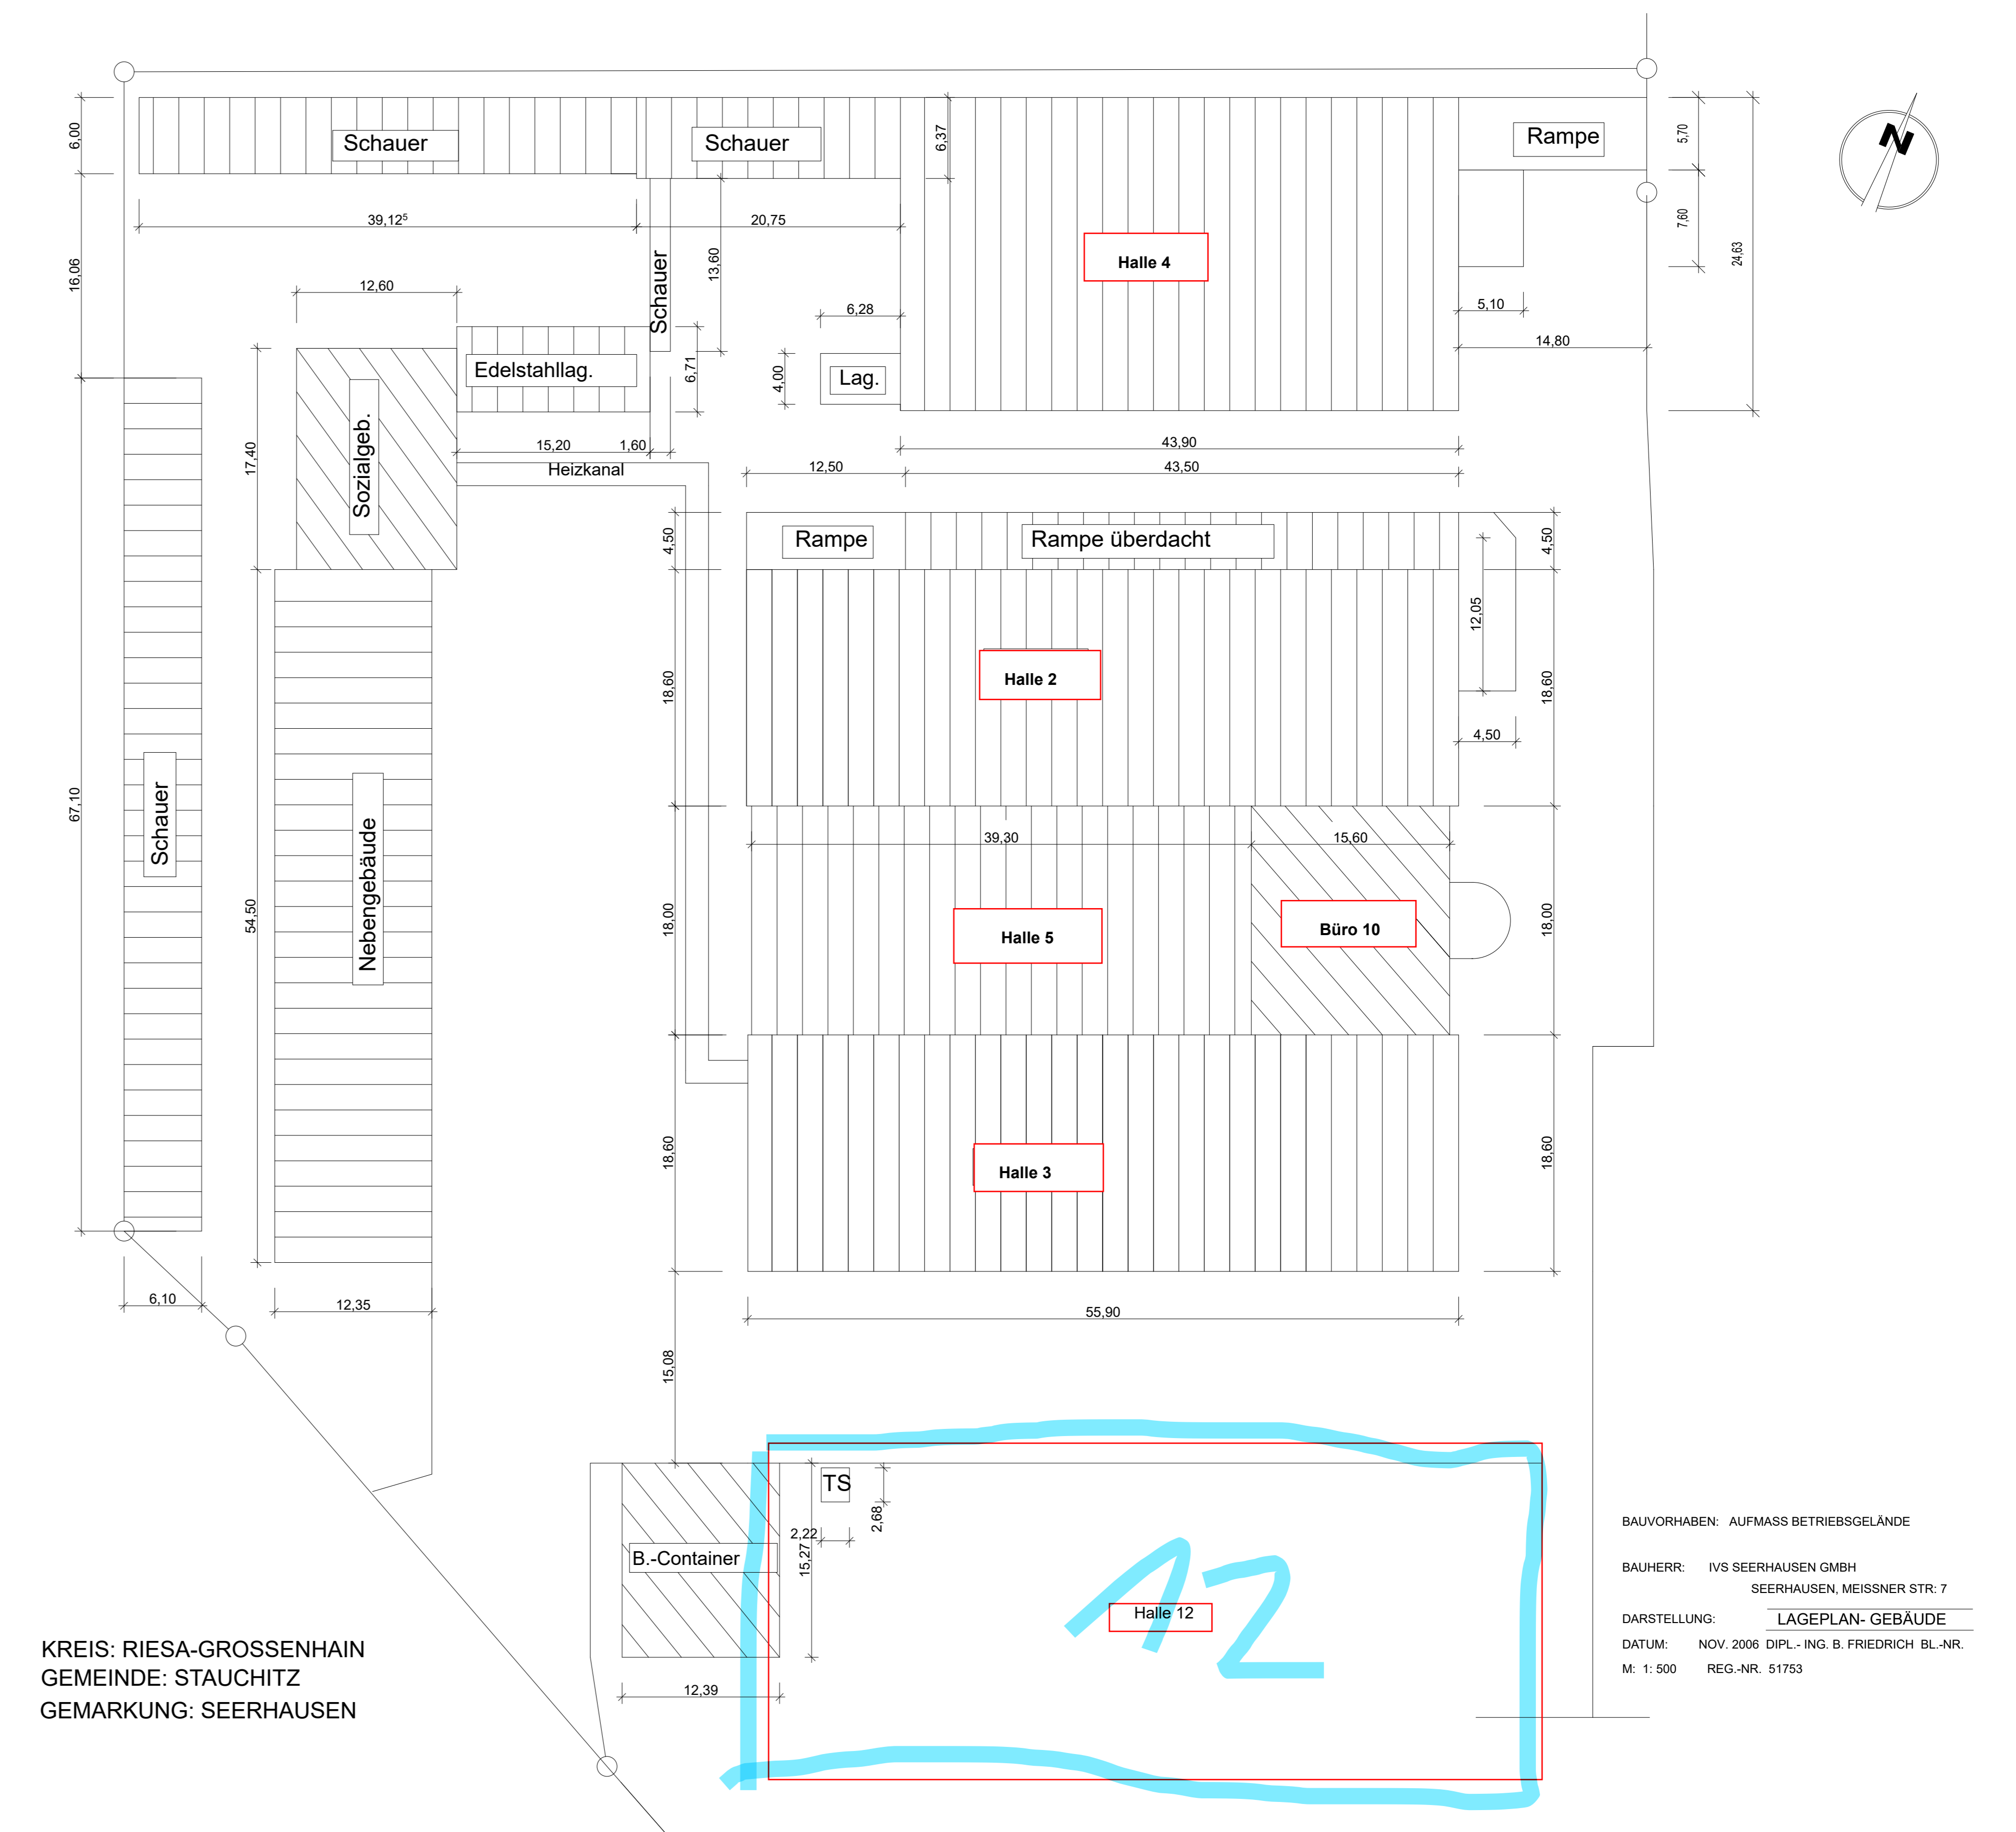 6,00
Schauer
Schauer
6,37
Rampe
5,70
N
39,12⁵
20,75
7,60
24,63
16,06
12,60
Schauer
13,60
Halle 4
6,28
5,10
14,80
Edelstahllag.
6,71
4,00
Lag.
17,40
Sozialgeb.
15,20
1,60
43,90
Heizkanal
12,50
43,50
4,50
Rampe
Rampe überdacht
4,50
12,05
18,60
Halle 2
18,60
4,50
67,10
Schauer
Nebengebäude
39,30
15,60
54,50
18,00
Halle 5
Büro 10
18,00
18,60
Halle 3
18,60
6,10
12,35
55,90
15,08
TS
2,68
2,22
15,27
B.-Container
12
Halle 12
12,39
BAUVORHABEN: AUFMASS BETRIEBSGELÄNDE
BAUHERR: IVS SEERHAUSEN GMBH
SEERHAUSEN, MEISSNER STR: 7
DARSTELLUNG: LAGEPLAN- GEBÄUDE
DATUM: NOV. 2006 DIPL.- ING. B. FRIEDRICH BL.-NR.
M: 1: 500 REG.-NR. 51753
KREIS: RIESA-GROSSENHAIN
GEMEINDE: STAUCHITZ
GEMARKUNG: SEERHAUSEN